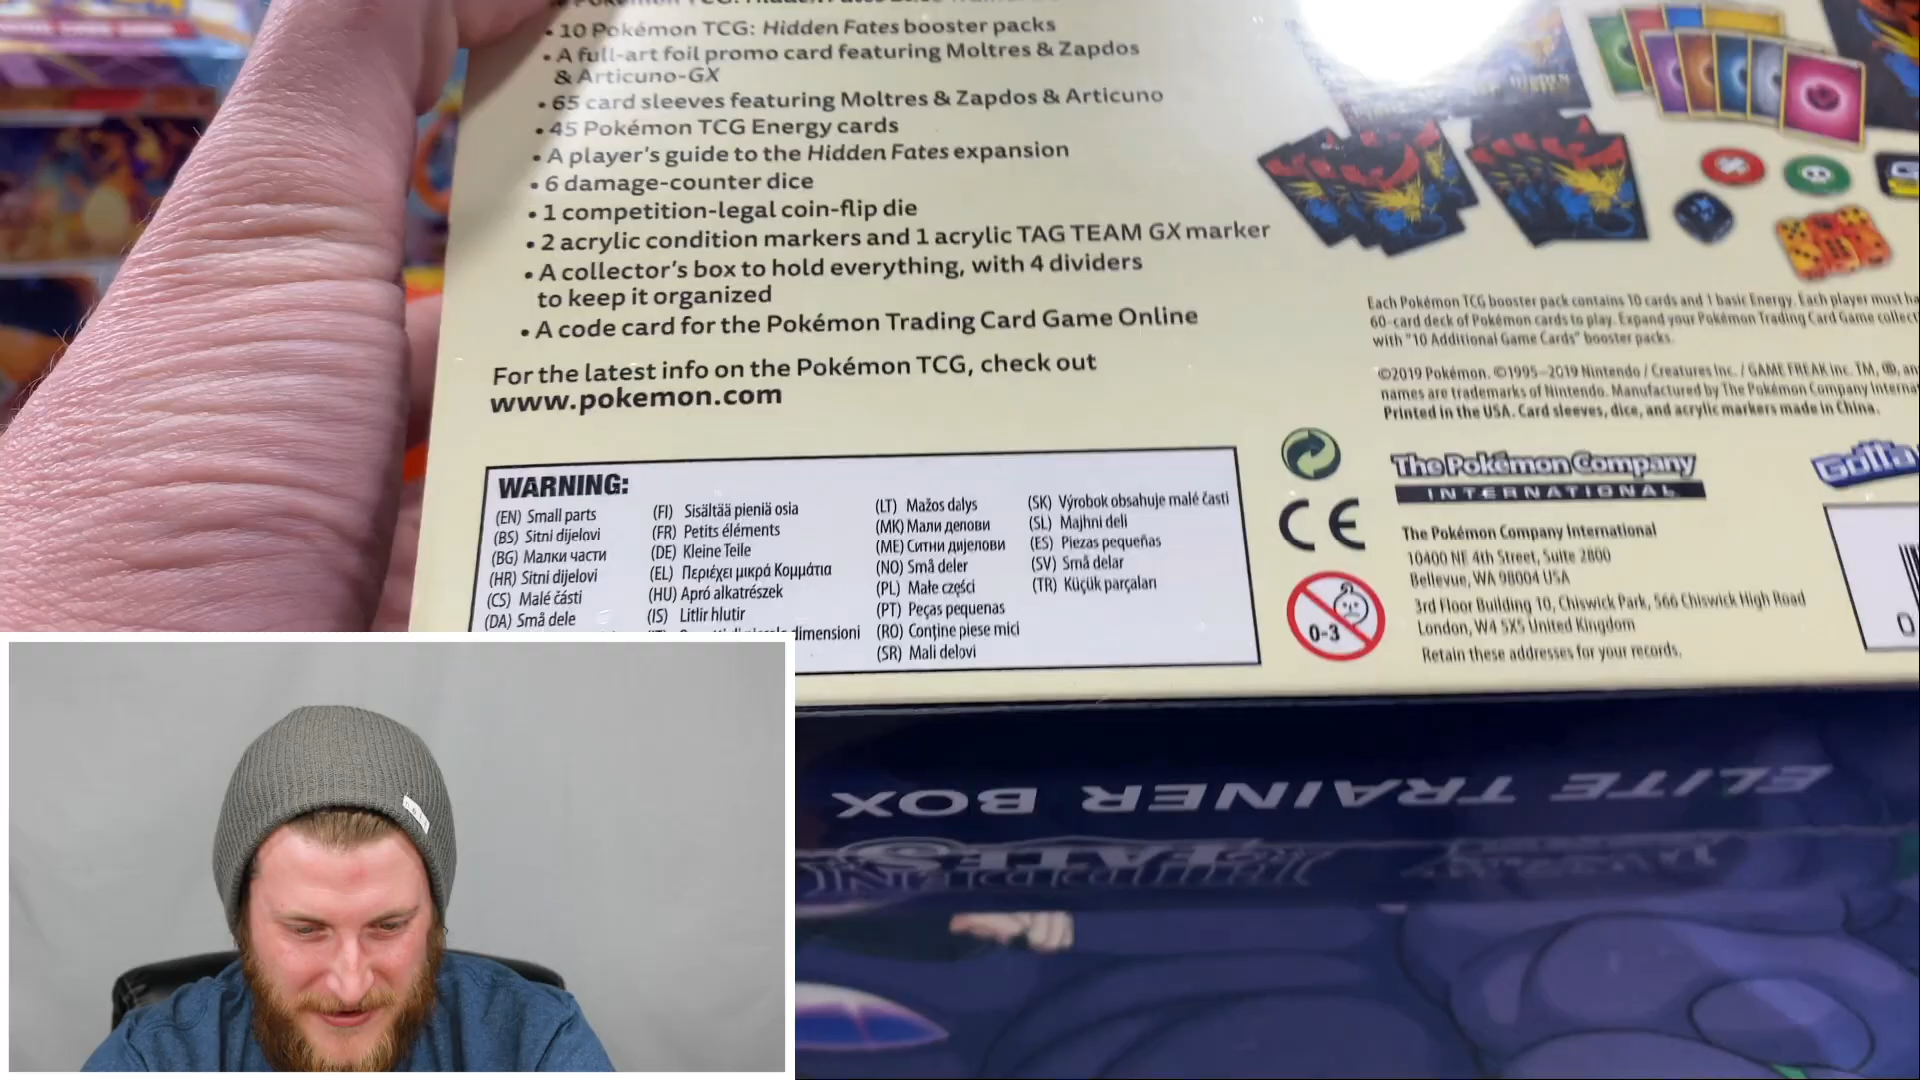 • 10 Pokémon TCG: Hidden Fates booster packs
• A full-art foil promo card featuring Moltres & Zapdos
& Articuno-GX
• 65 card sleeves featuring Moltres & Zapdos & Articuno
• 45 Pokémon TCG Energy cards
• A player's guide to the Hidden Fates expansion
• 6 damage-counter dice
• 1 competition-legal coin-flip die
• 2 acrylic condition markers and 1 acrylic TAG TEAM GX marker
• A collector's box to hold everything, with 4 dividers
to keep it organized
• A code card for the Pokémon Trading Card Game Online
For the latest info on the Pokémon TCG, check out
www.pokemon.com
WARNING:
(EN) Small parts
(BS) Sitni dijelovi
(BG) Малки части
(HR) Sitni dijelovi
(CS) Malé části
(DA) Små dele
(FI) Sisältää pieniä osia
(FR) Petits éléments
(DE) Kleine Teile
(EL) Περιέχει μικρά Κομμάτια
(HU) Apró alkatrészek
(IS) Litlir hlutir
dimensioni
(LT) Mažos dalys
(MK) Мали делови
(ME) Ситни дијелови
(NO) Små deler
(PL) Małe części
(PT) Peças pequenas
(RO) Conține piese mici
(SR) Mali delovi
(SK) Výrobok obsahuje malé časti
(SL) Majhni deli
(ES) Piezas pequeñas
(SV) Små delar
(TR) Küçük parçaları
Each Pokémon TCG booster pack contains 10 cards and 1 basic Energy. Each player must
60-card deck of Pokémon cards to play. Expand your Pokémon Trading Card Game
with "10 Additional Game Cards" booster packs.
©2019 Pokémon. ©1995–2019 Nintendo / Creatures Inc. / GAME FREAK inc. TM, ®,
names are trademarks of Nintendo. Manufactured by The Pokémon Company
Printed in the USA. Card sleeves, dice, and acrylic markers made in China.
The Pokémon Company
INTERNATIONAL
CE
0-3
The Pokémon Company International
10400 NE 4th Street, Suite 2800
Bellevue, WA 98004 USA
3rd Floor Building 10, Chiswick Park, 566 Chiswick High Road
London, W4 5XS United Kingdom
Retain these addresses for your records.
0
ELITE TRAINER BOX